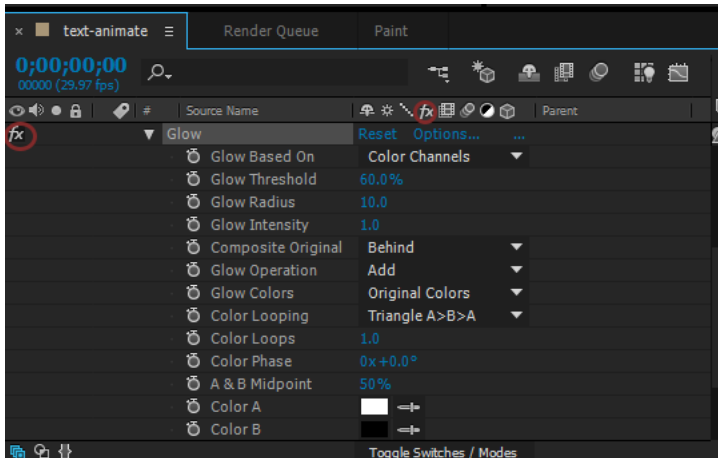 × text-animate Render Queue Paint
0;00;00;00
00000 (29.97 fps)
# Source Name fx Parent
fx Glow Reset Options... ...
Glow Based On Color Channels
Glow Threshold 60.0%
Glow Radius 10.0
Glow Intensity 1.0
Composite Original Behind
Glow Operation Add
Glow Colors Original Colors
Color Looping Triangle A>B>A
Color Loops 1.0
Color Phase 0x+0.0°
A & B Midpoint 50%
Color A
Color B
Toggle Switches / Modes